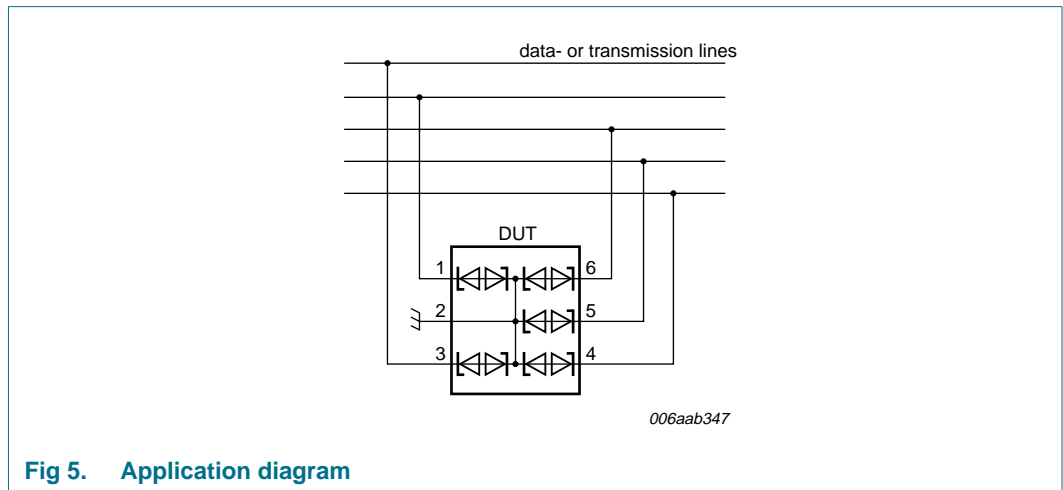 data- or transmission lines
DUT
1 6
2 5
3 4
006aab347
Fig 5. Application diagram